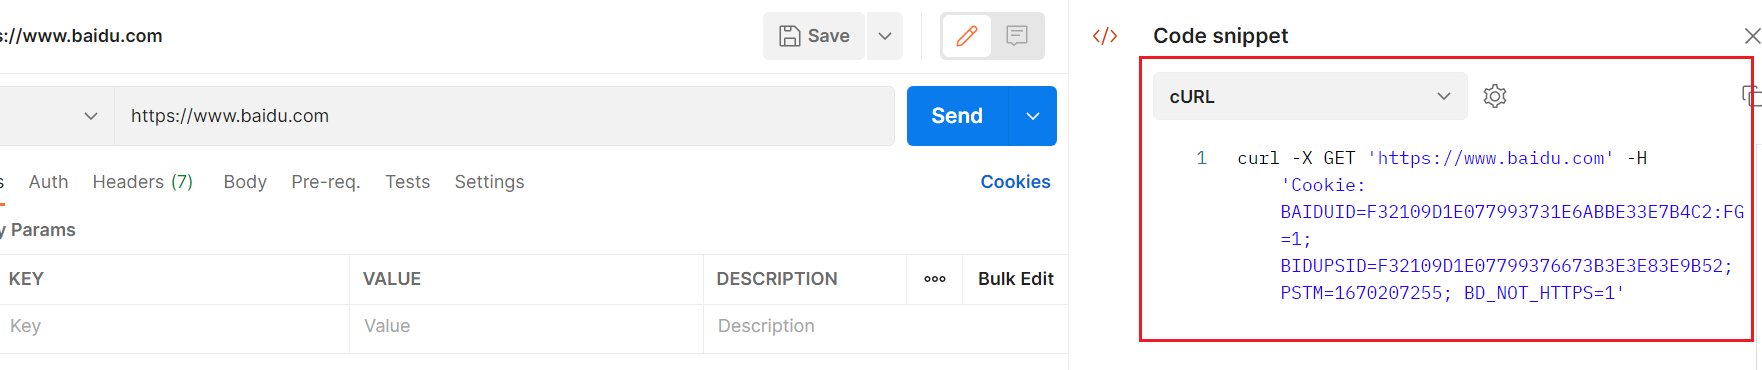 s://www.baidu.com
Save
Code snippet
cURL
https://www.baidu.com
Send
1 curl -X GET 'https://www.baidu.com' -H
'Cookie:
BAIDUID=F32109D1E077993731E6ABBE33E7B4C2:FG
=1;
BIDUPSID=F32109D1E07799376673B3E3E83E9B52;
PSTM=1670207255; BD_NOT_HTTPS=1'
s Auth Headers (7) Body Pre-req. Tests Settings Cookies
y Params
KEY VALUE DESCRIPTION Bulk Edit
Key Value Description